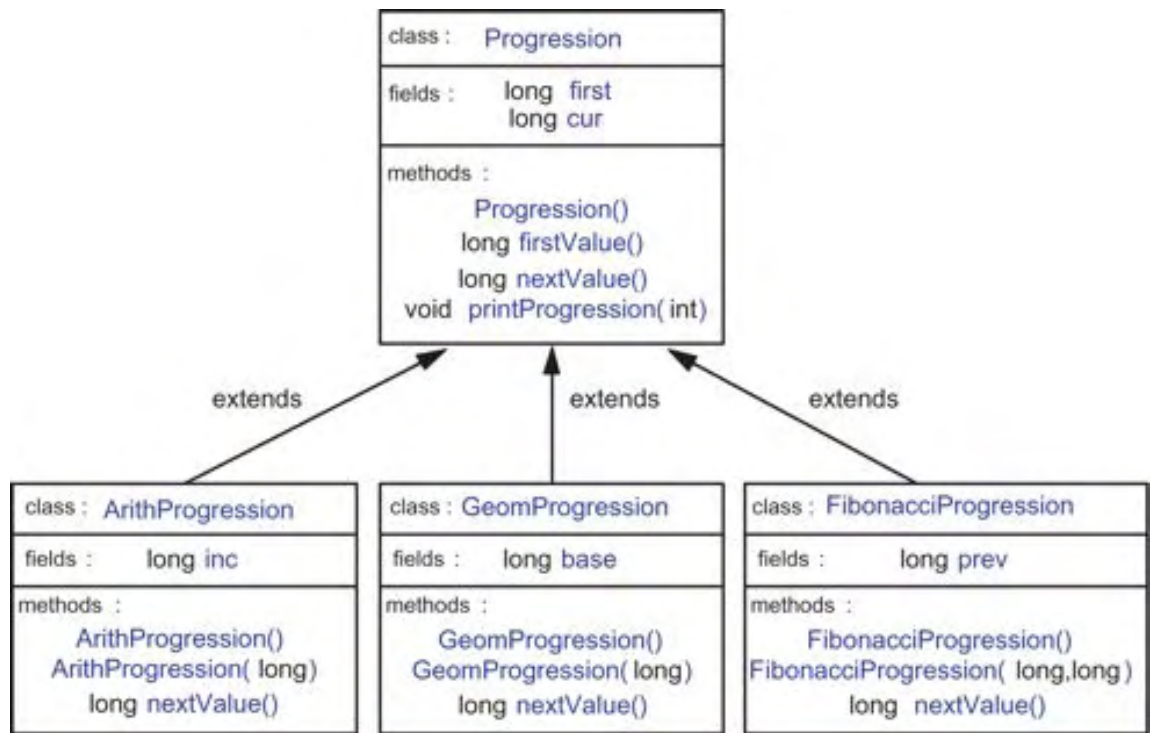 class : Progression
fields : long first
long cur
methods :
Progression()
long firstValue()
long nextValue()
void printProgression( int)
extends
extends
extends
class : ArithProgression
fields : long inc
methods :
ArithProgression()
ArithProgression( long)
long nextValue()
class : GeomProgression
fields : long base
methods :
GeomProgression()
GeomProgression( long)
long nextValue()
class : FibonacciProgression
fields : long prev
methods :
FibonacciProgression()
FibonacciProgression( long,long)
long nextValue()